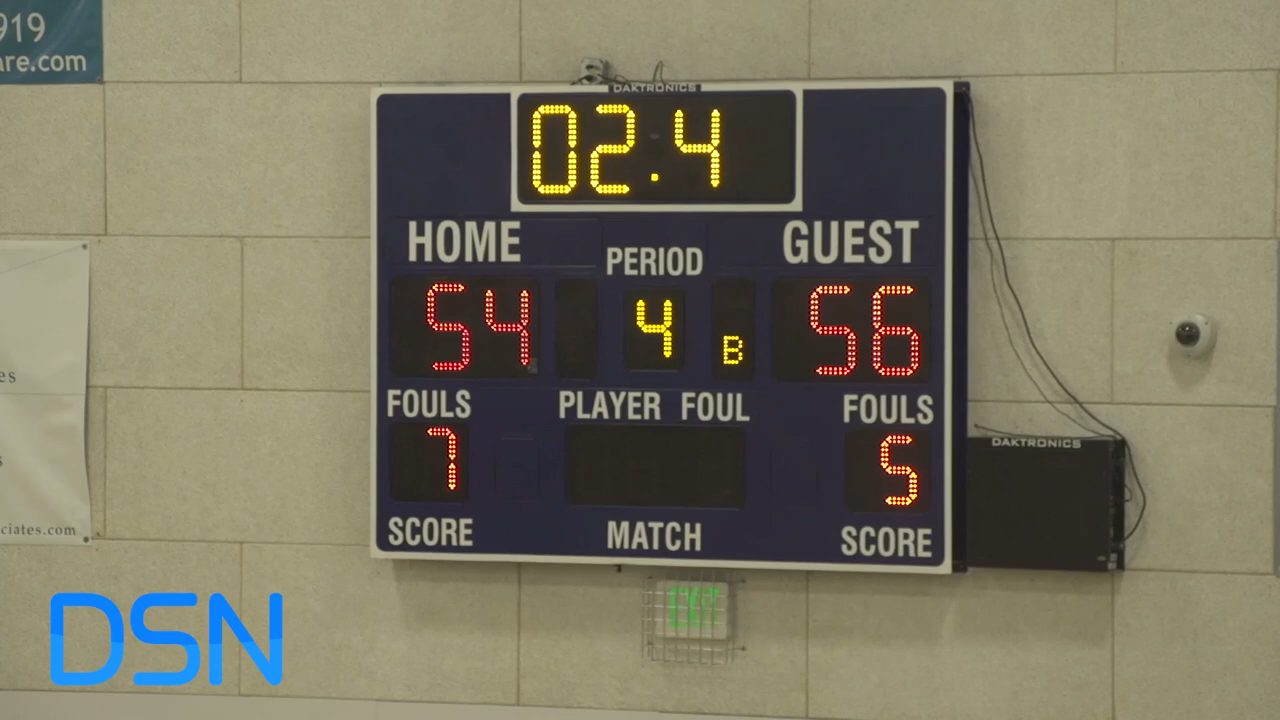 919
are.com
DAKTRONICS
02.4
HOME
PERIOD
GUEST
54
4
B
56
FOULS
PLAYER FOUL
FOULS
7
5
SCORE
MATCH
SCORE
DAKTRONICS
es
s
ciates.com
EXIT
DSN